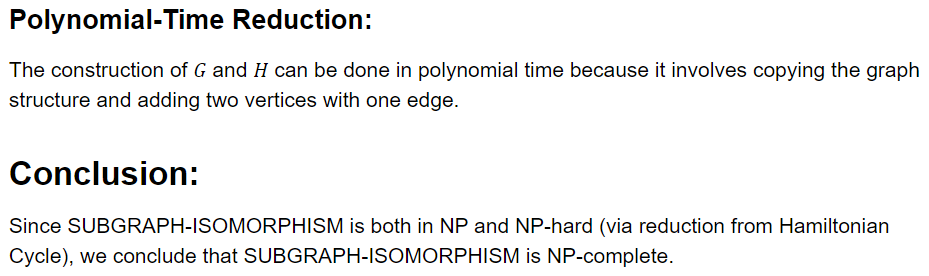 Polynomial-Time Reduction:
The construction of G and H can be done in polynomial time because it involves copying the graph
structure and adding two vertices with one edge.
Conclusion:
Since SUBGRAPH-ISOMORPHISM is both in NP and NP-hard (via reduction from Hamiltonian
Cycle), we conclude that SUBGRAPH-ISOMORPHISM is NP-complete.